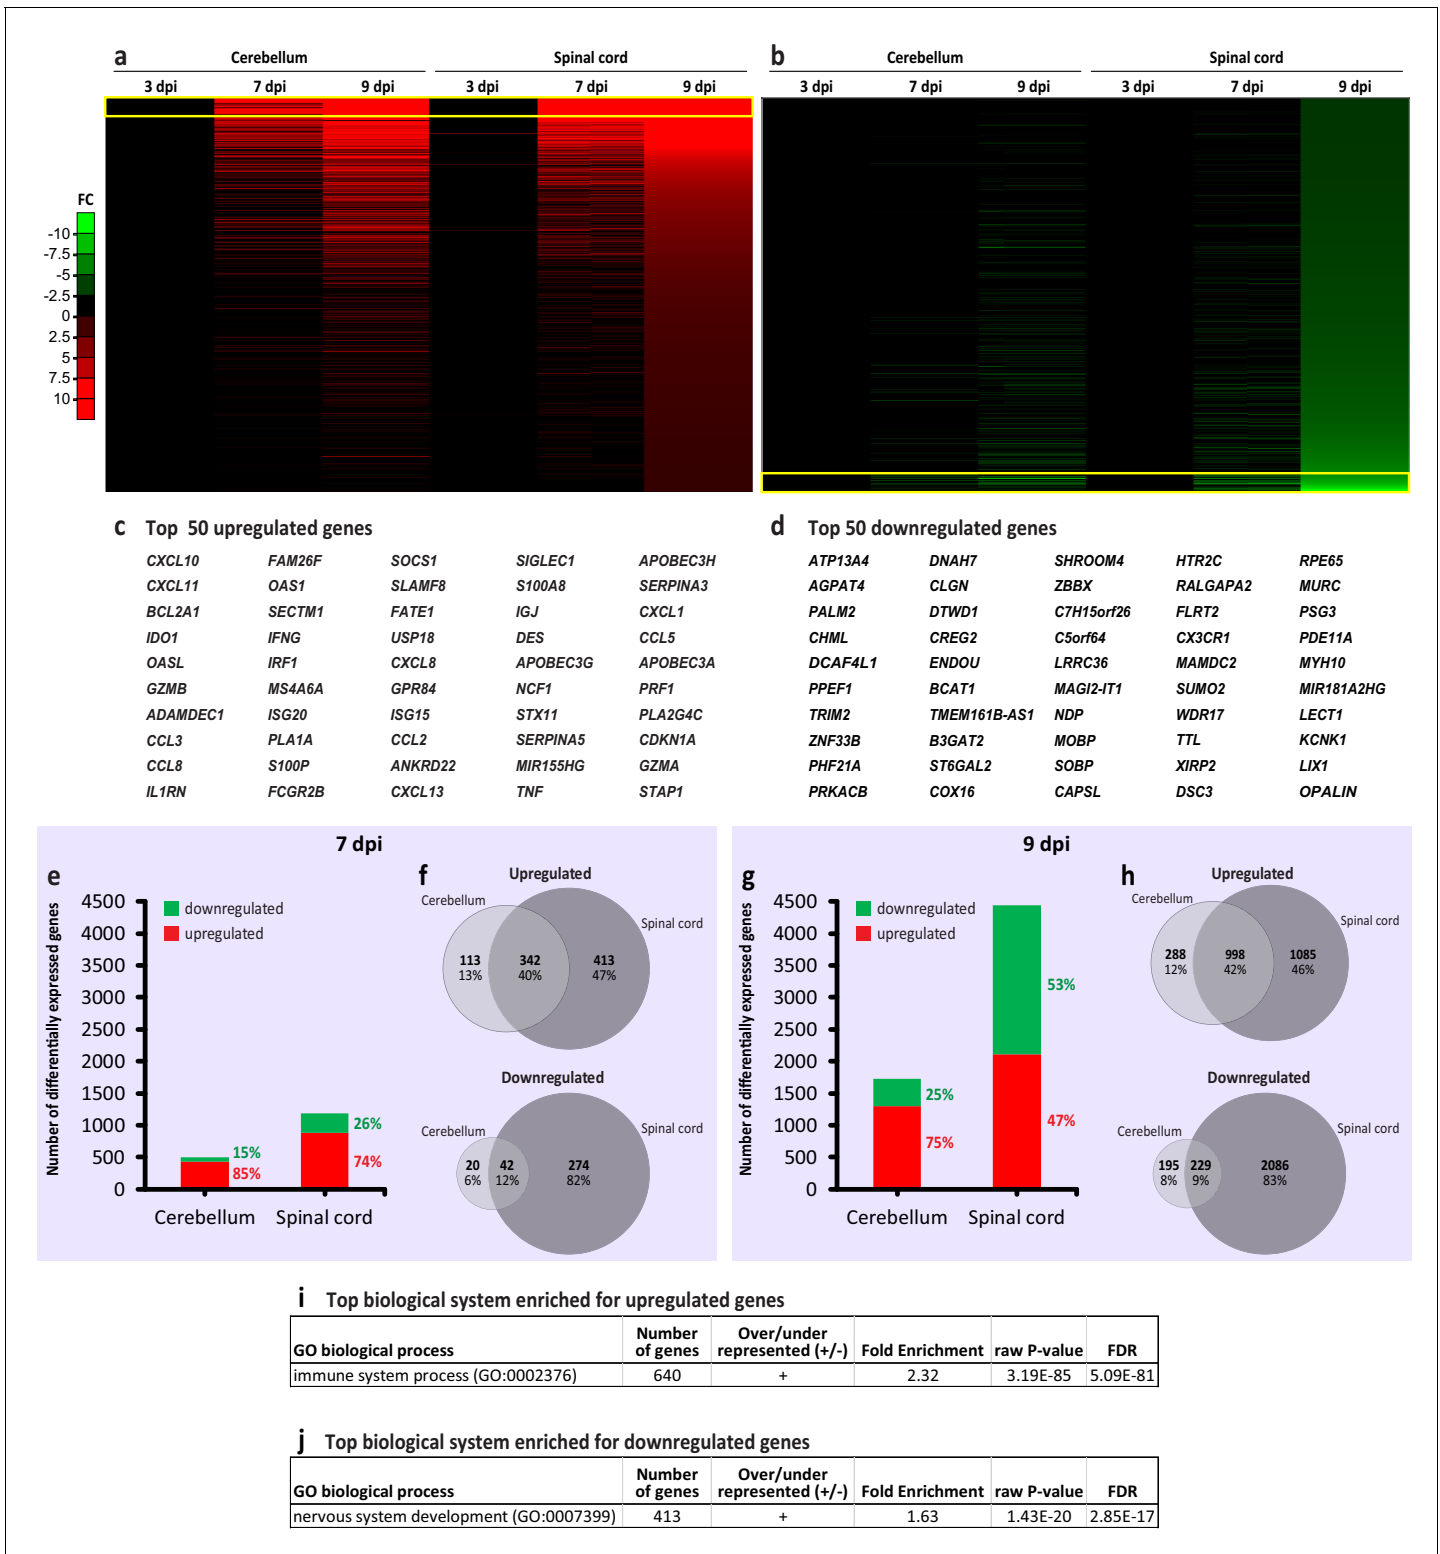 a
Cerebellum
Spinal cord
3 dpi 7 dpi 9 dpi 3 dpi 7 dpi 9 dpi
b
Cerebellum
Spinal cord
3 dpi 7 dpi 9 dpi 3 dpi 7 dpi 9 dpi
FC
-10
-7.5
-5
-2.5
0
2.5
5
7.5
10
c Top 50 upregulated genes
CXCL10 FAM26F SOCS1 SIGLEC1 APOBEC3H
CXCL11 OAS1 SLAMF8 S100A8 SERPINA3
BCL2A1 SECTM1 FATE1 IGJ CXCL1
IDO1 IFNG USP18 DES CCL5
OASL IRF1 CXCL8 APOBEC3G APOBEC3A
GZMB MS4A6A GPR84 NCF1 PRF1
ADAMDEC1 ISG20 ISG15 STX11 PLA2G4C
CCL3 PLA1A CCL2 SERPINA5 CDKN1A
CCL8 S100P ANKRD22 MIR155HG GZMA
IL1RN FCGR2B CXCL13 TNF STAP1
d Top 50 downregulated genes
ATP13A4 DNAH7 SHROOM4 HTR2C RPE65
AGPAT4 CLGN ZBBX RALGAPA2 MURC
PALM2 DTWD1 C7H15orf26 FLRT2 PSG3
CHML CREG2 C5orf64 CX3CR1 PDE11A
DCAF4L1 ENDOU LRRC36 MAMDC2 MYH10
PPEF1 BCAT1 MAGI2-IT1 SUMO2 MIR181A2HG
TRIM2 TMEM161B-AS1 NDP WDR17 LECT1
ZNF33B B3GAT2 MOBP TTL KCNK1
PHF21A ST6GAL2 SOBP XIRP2 LIX1
PRKACB COX16 CAPSL DSC3 OPALIN
7 dpi
e
Number of differentially expressed genes
4500
4000
3500
3000
2500
2000
1500
1000
500
0
downregulated
upregulated
15%
85%
26%
74%
Cerebellum Spinal cord
f
Upregulated
Cerebellum
Spinal cord
113 342 413
13% 40% 47%
Downregulated
Cerebellum
Spinal cord
20 42 274
6% 12% 82%
9 dpi
g
Number of differentially expressed genes
4500
4000
3500
3000
2500
2000
1500
1000
500
0
downregulated
upregulated
25%
75%
53%
47%
Cerebellum Spinal cord
h
Upregulated
Cerebellum
Spinal cord
288 998 1085
12% 42% 46%
Downregulated
Cerebellum
Spinal cord
195 229 2086
8% 9% 83%
i Top biological system enriched for upregulated genes
GO biological process Number of genes Over/under represented (+/-) Fold Enrichment raw P-value FDR
immune system process (GO:0002376) 640 + 2.32 3.19E-85 5.09E-81
j Top biological system enriched for downregulated genes
GO biological process Number of genes Over/under represented (+/-) Fold Enrichment raw P-value FDR
nervous system development (GO:0007399) 413 + 1.63 1.43E-20 2.85E-17